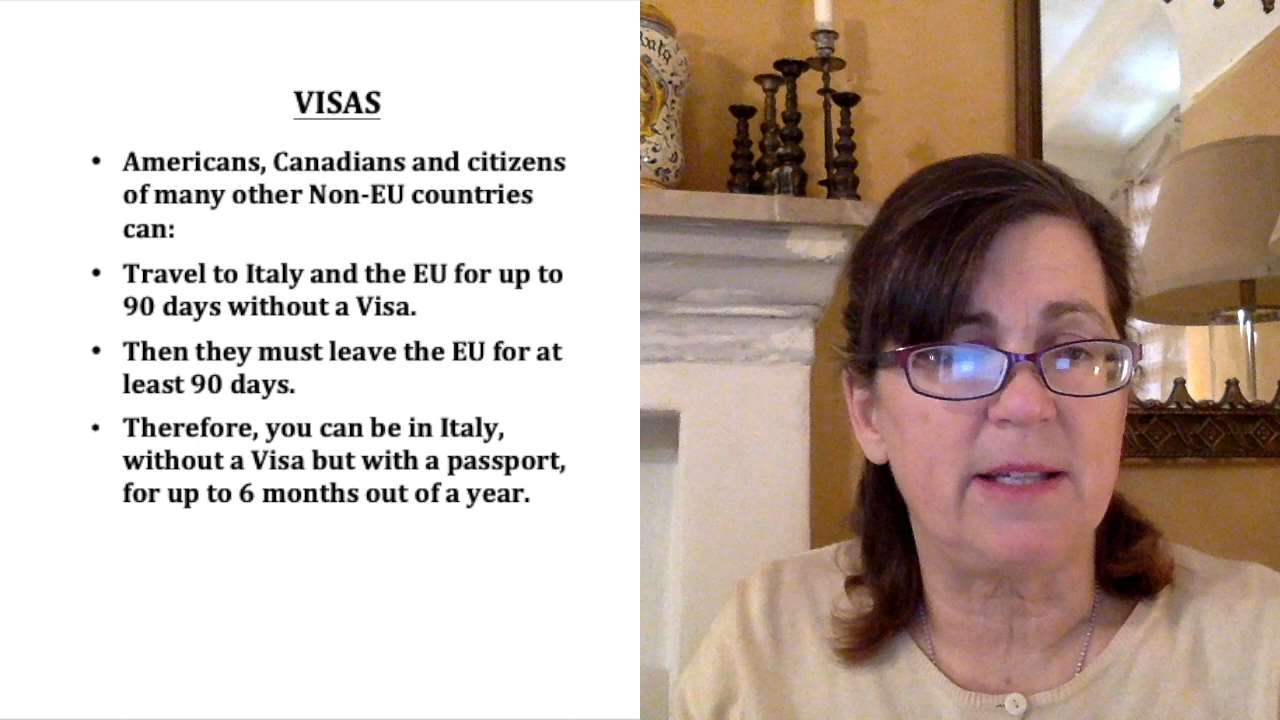 VISAS
• Americans, Canadians and citizens
of many other Non-EU countries
can:
• Travel to Italy and the EU for up to
90 days without a Visa.
• Then they must leave the EU for at
least 90 days.
• Therefore, you can be in Italy,
without a Visa but with a passport,
for up to 6 months out of a year.